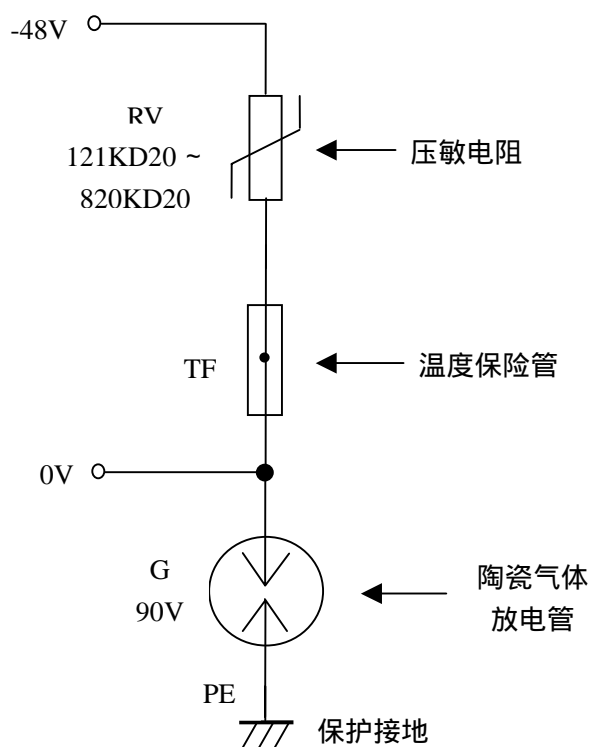 -48V
RV
121KD20 ~
820KD20
压敏电阻
TF
温度保险管
0V
G
90V
陶瓷气体
放电管
PE
保护接地